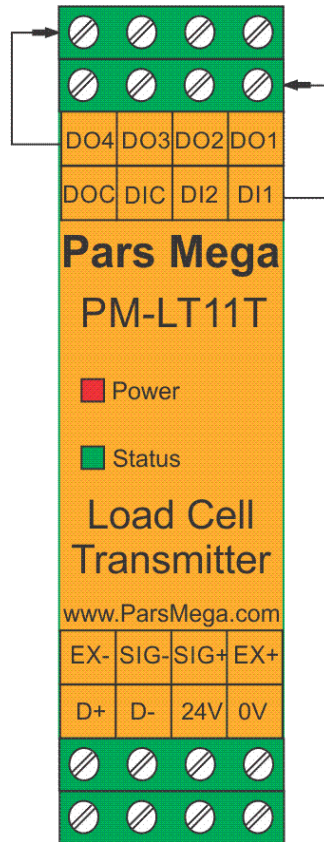 DO4 DO3 DO2 DO1
DOC DIC DI2 DI1
Pars Mega
PM-LT11T
Power
Status
Load Cell
Transmitter
www.ParsMega.com
EX- SIG- SIG+ EX+
D+ D- 24V 0V